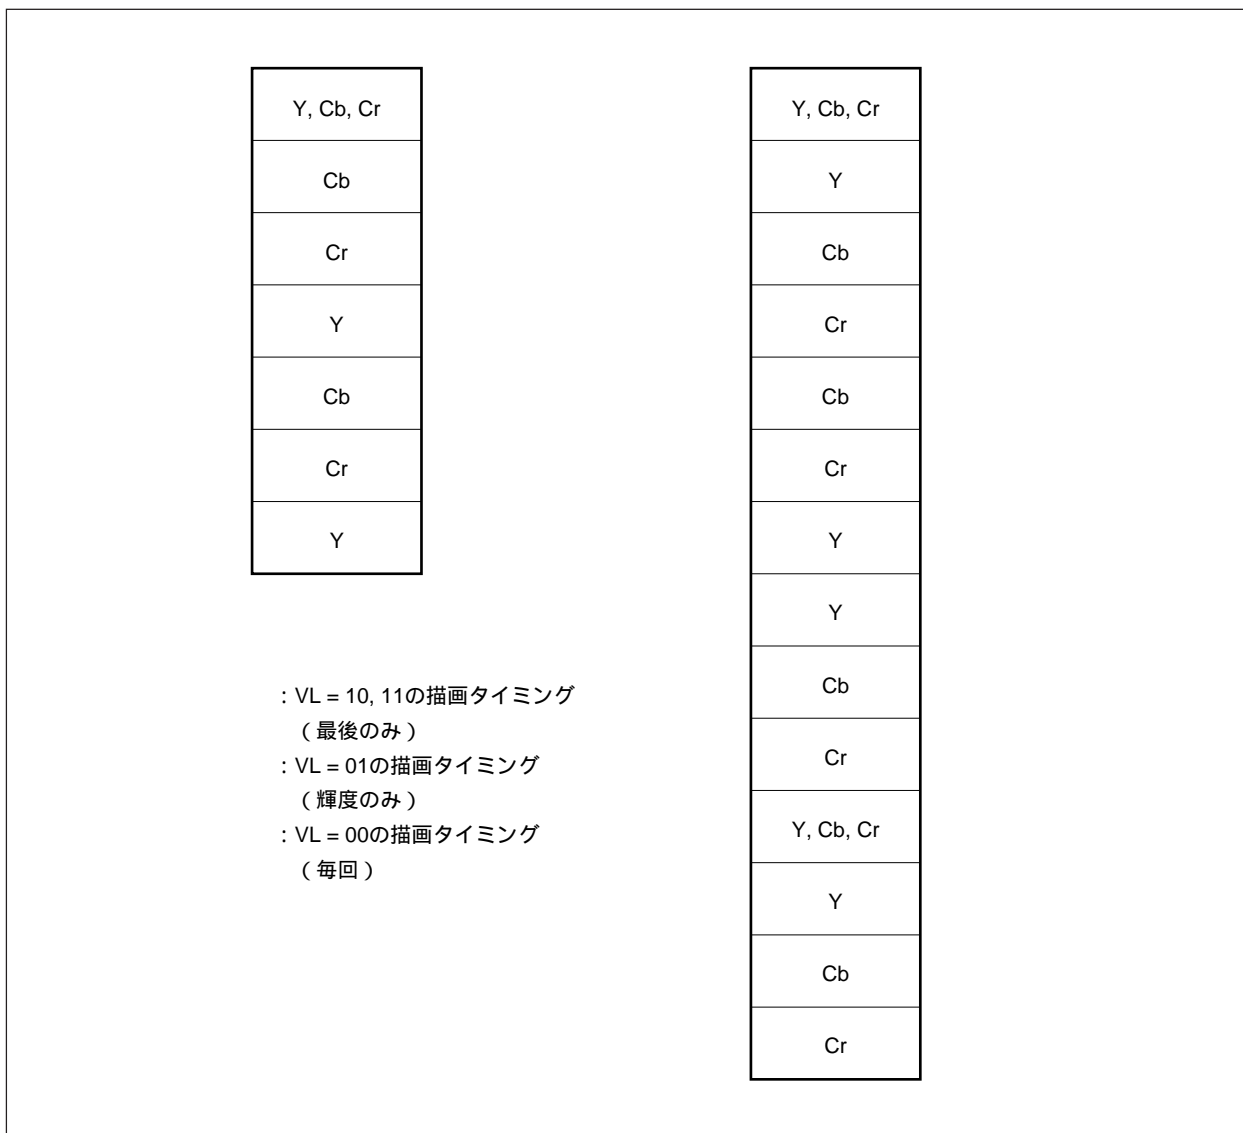 Y, Cb, Cr
Cb
Cr
Y
Cb
Cr
Y
: VL = 10, 11の描画タイミング
（最後のみ）
: VL = 01の描画タイミング
（輝度のみ）
: VL = 00の描画タイミング
（毎回）
Y, Cb, Cr
Y
Cb
Cr
Cb
Cr
Y
Y
Cb
Cr
Y, Cb, Cr
Y
Cb
Cr